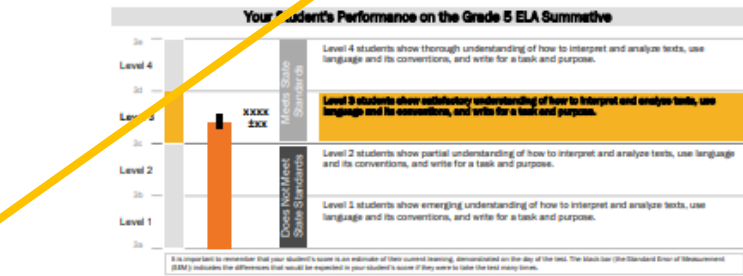 Your Student's Performance on the Grade 5 ELA Summative
3e
Level 4
Level 4 students show thorough understanding of how to interpret and analyze texts, use
language and its conventions, and write for a task and purpose.
Meets State
Standards
3d
3
XXXX
±XX
Level 3 students show satisfactory understanding of how to interpret and analyze texts, use
language and its conventions, and write for a task and purpose.
3c
Level 2
Level 2 students show partial understanding of how to interpret and analyze texts, use language
and its conventions, and write for a task and purpose.
Does Not Meet
State Standards
3b
Level 1
Level 1 students show emerging understanding of how to interpret and analyze texts, use
language and its conventions, and write for a task and purpose.
3a
It is important to remember that your student's score is an estimate of their current learning, demonstrated on the day of the test. The black bar (the Standard Error of Measurement
(SEM)) indicates the differences that would be expected in your student's score if they were to take the test many times.